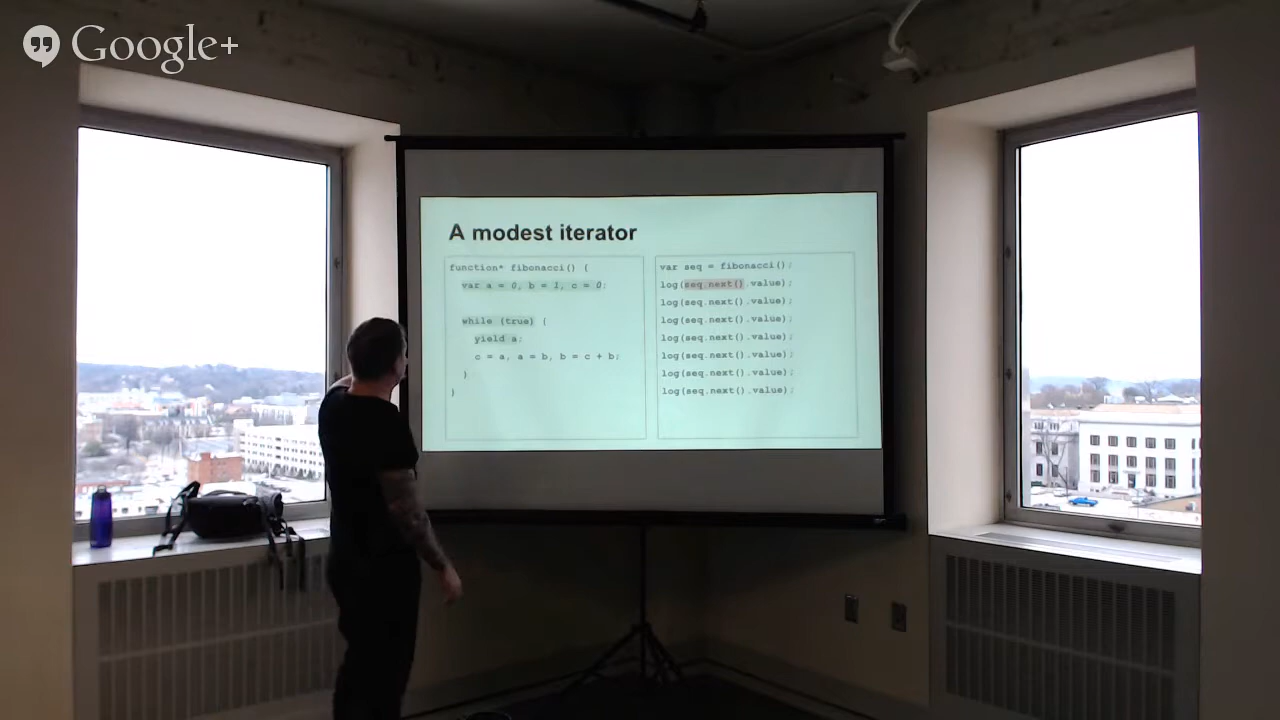 Google+
A modest iterator
function* fibonacci() {
var a = 0, b = 1, c = 0;
while (true) {
yield a;
c = a, a = b, b = c + b;
}
}
var seq = fibonacci();
log(seq.next().value);
log(seq.next().value);
log(seq.next().value);
log(seq.next().value);
log(seq.next().value);
log(seq.next().value);
log(seq.next().value);